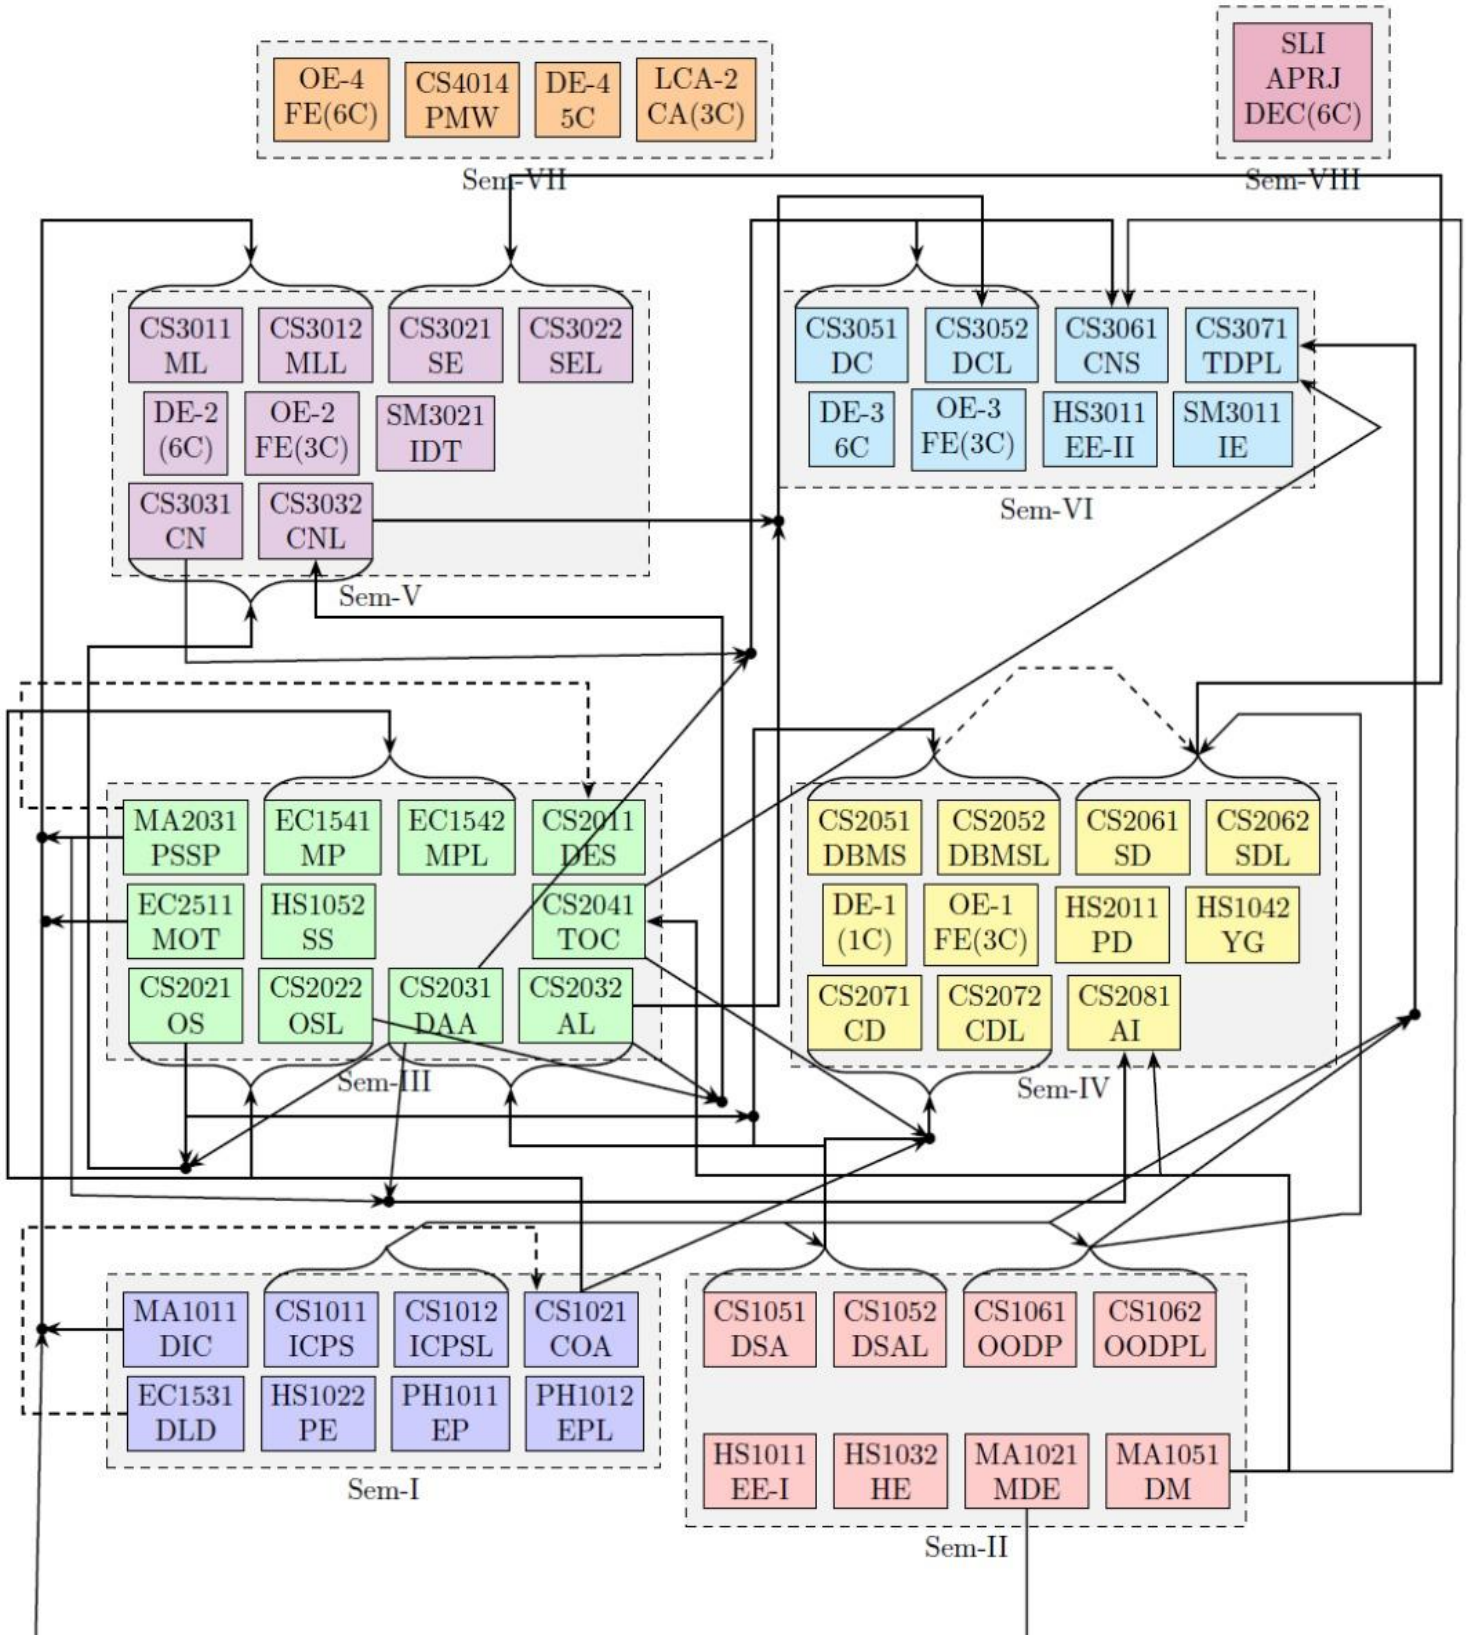 SLI
APRJ
DEC(6C)
Sem-VIII
OE-4
FE(6C)
CS4014
PMW
DE-4
5C
LCA-2
CA(3C)
Sem-VII
CS3011
ML
CS3012
MLL
CS3021
SE
CS3022
SEL
DE-2
(6C)
OE-2
FE(3C)
SM3021
IDT
CS3031
CN
CS3032
CNL
Sem-V
CS3051
DC
CS3052
DCL
CS3061
CNS
CS3071
TDPL
DE-3
6C
OE-3
FE(3C)
HS3011
EE-II
SM3011
IE
Sem-VI
MA2031
PSSP
EC1541
MP
EC1542
MPL
CS2011
DES
EC2511
MOT
HS1052
SS
CS2041
TOC
CS2021
OS
CS2022
OSL
CS2031
DAA
CS2032
AL
Sem-III
CS2051
DBMS
CS2052
DBMSL
CS2061
SD
CS2062
SDL
DE-1
(1C)
OE-1
FE(3C)
HS2011
PD
HS1042
YG
CS2071
CD
CS2072
CDL
CS2081
AI
Sem-IV
MA1011
DIC
CS1011
ICPS
CS1012
ICPSL
CS1021
COA
EC1531
DLD
HS1022
PE
PH1011
EP
PH1012
EPL
Sem-I
CS1051
DSA
CS1052
DSAL
CS1061
OODP
CS1062
OODPL
HS1011
EE-I
HS1032
HE
MA1021
MDE
MA1051
DM
Sem-II